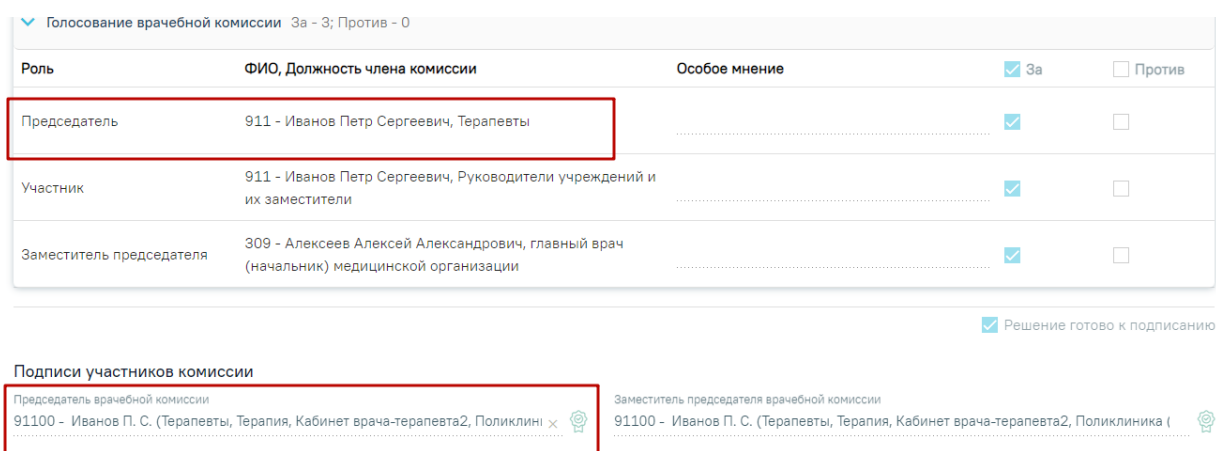 Голосование врачебной комиссии За - 3; Против - 0
Роль ФИО, Должность члена комиссии Особое мнение За Против
Председатель 911 - Иванов Петр Сергеевич, Терапевты
Участник 911 - Иванов Петр Сергеевич, Руководители учреждений и
их заместители
Заместитель председателя 309 - Алексеев Алексей Александрович, главный врач
(начальник) медицинской организации
Решение готово к подписанию
Подписи участников комиссии
Председатель врачебной комиссии Заместитель председателя врачебной комиссии
91100 - Иванов П. С. (Терапевты, Терапия, Кабинет врача-терапевта2, Поликлини 91100 - Иванов П. С. (Терапевты, Терапия, Кабинет врача-терапевта2, Поликлиника (